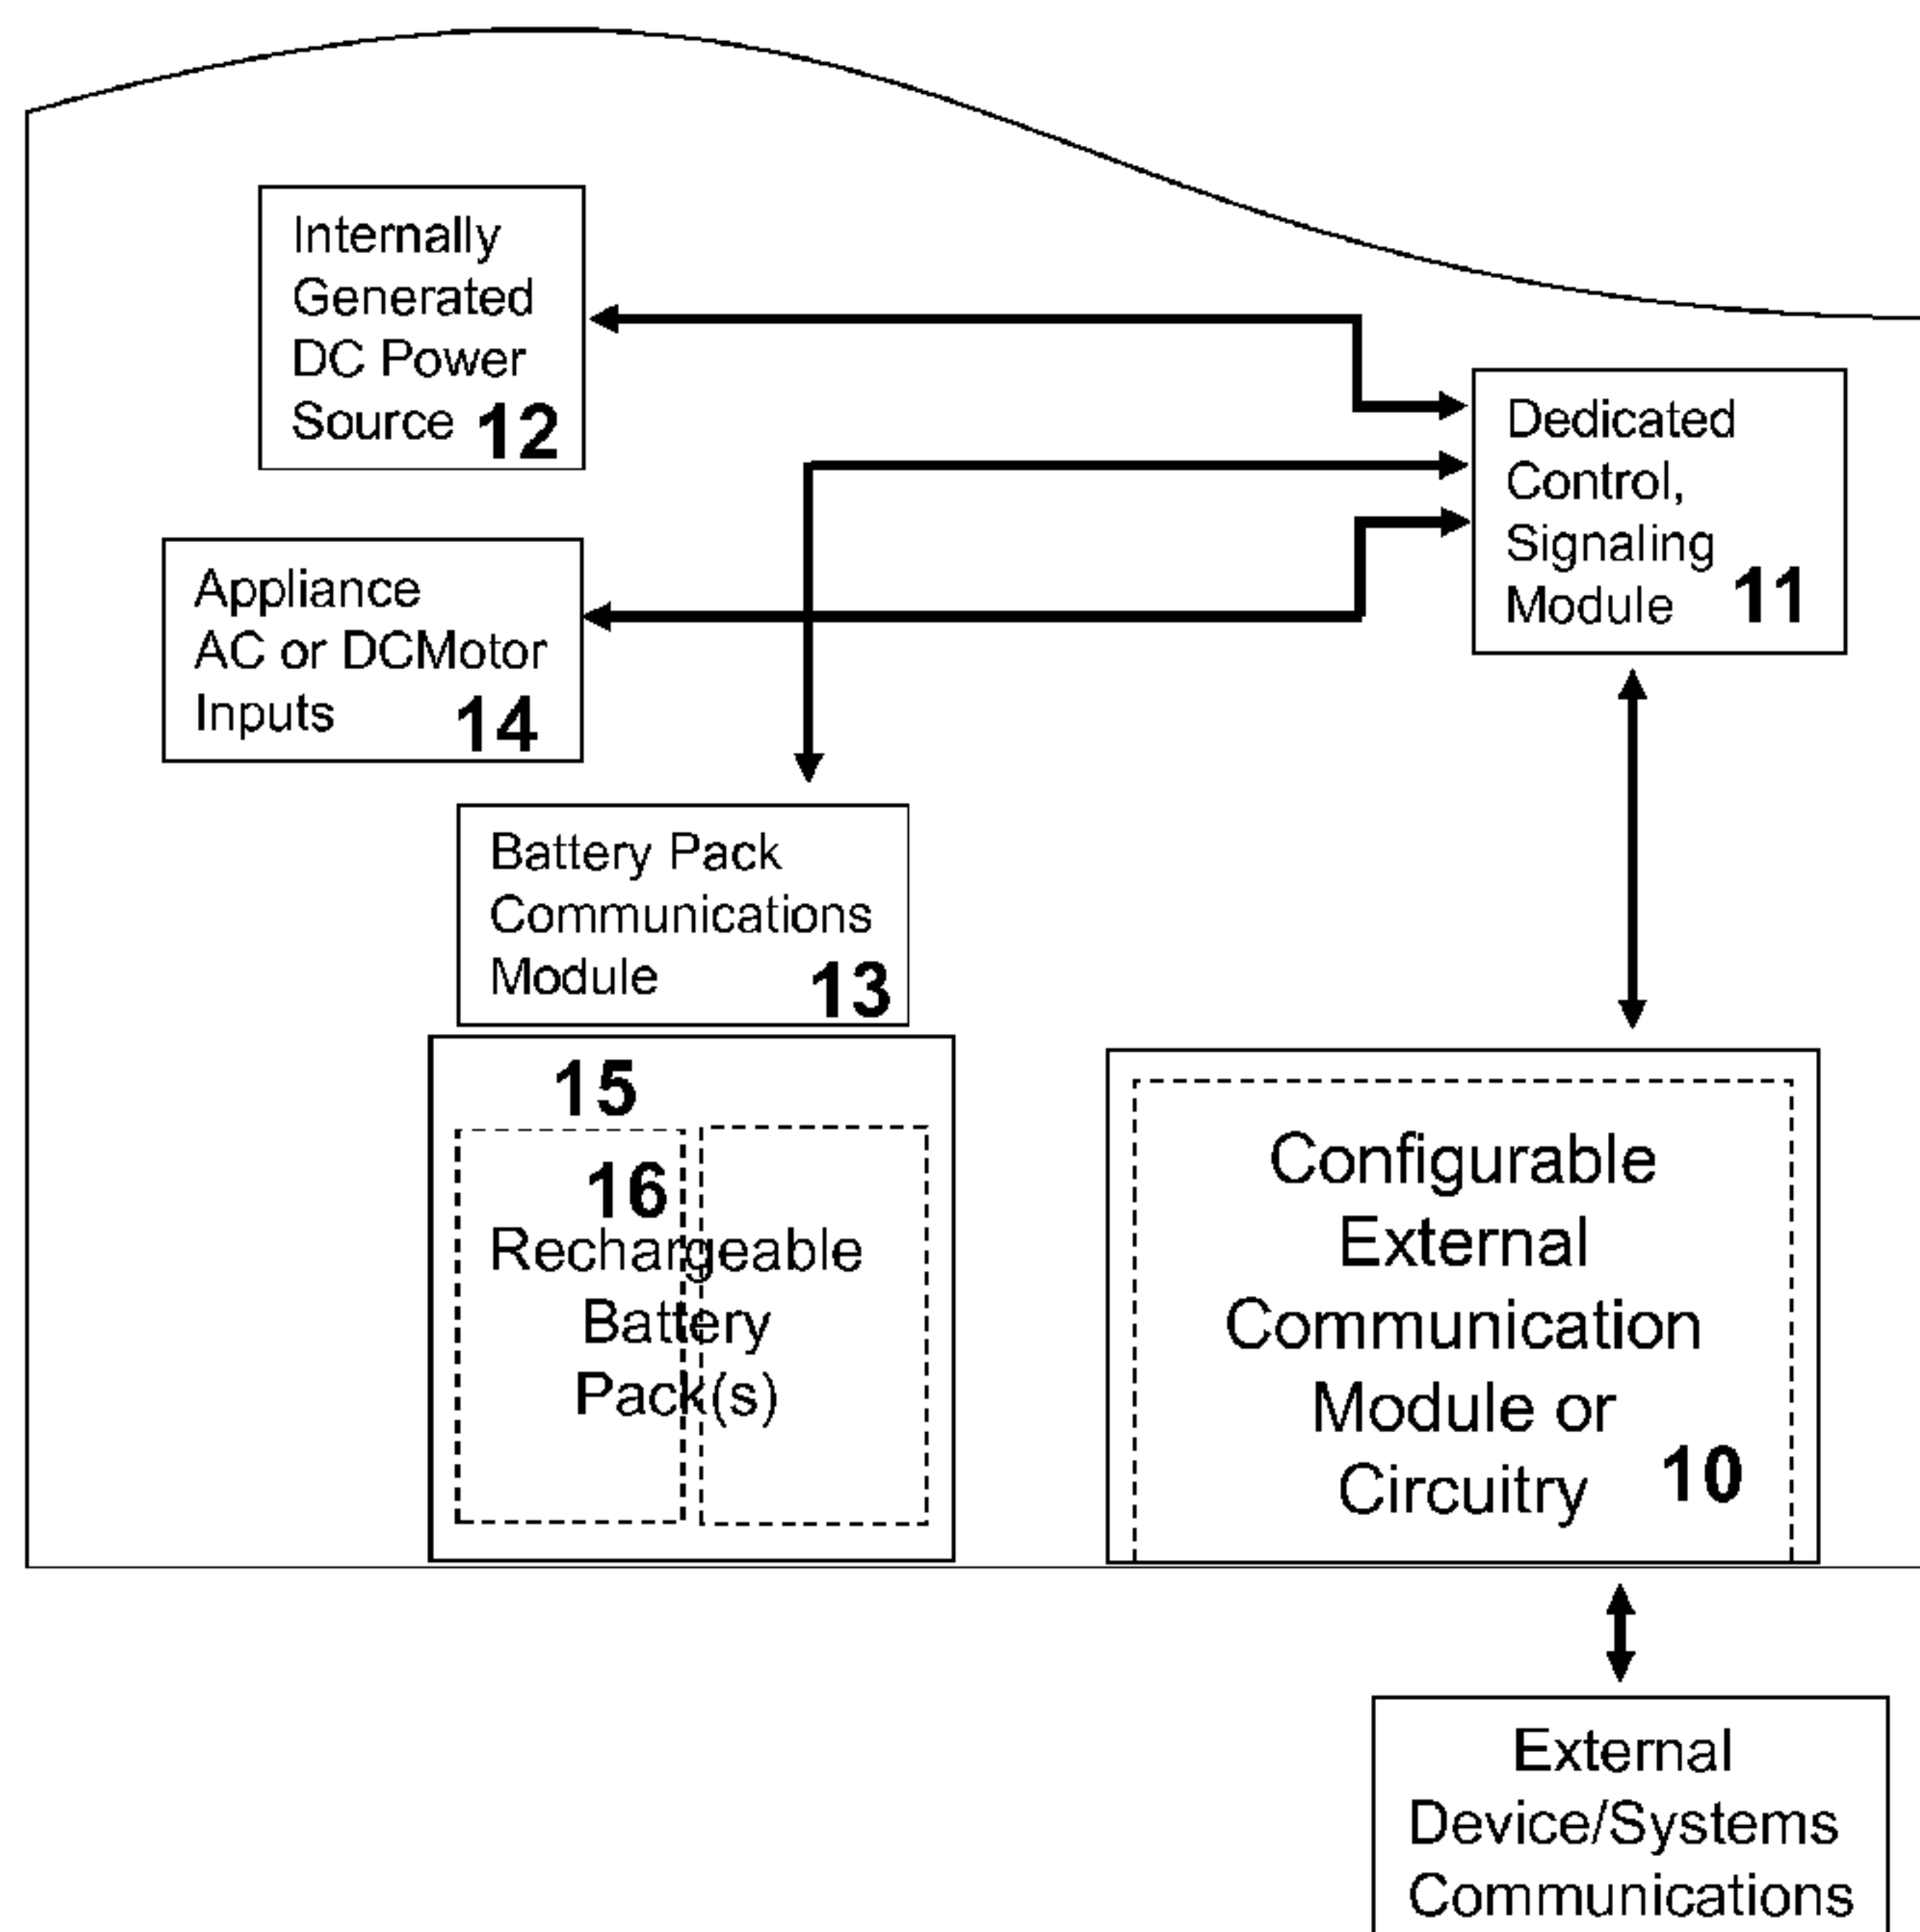 Internally
Generated
DC Power
Source 12
Dedicated
Control,
Signaling
Module 11
Appliance
AC or DCMotor
Inputs 14
Battery Pack
Communications
Module 13
15
16
Rechargeable
Battery
Pack(s)
Configurable
External
Communication
Module or
Circuitry 10
External
Device/Systems
Communications